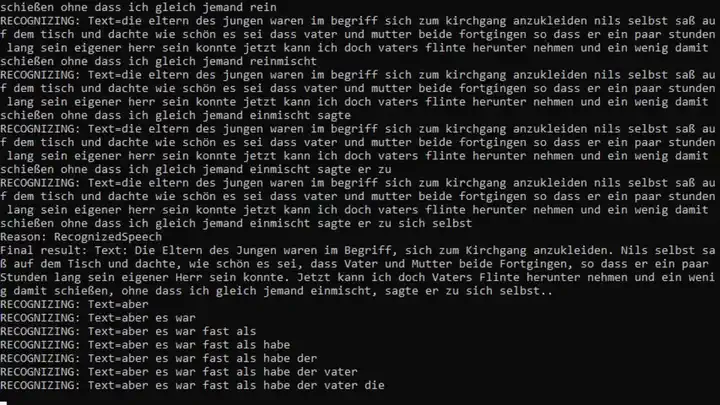 schießen ohne dass ich gleich jemand rein
RECOGNIZING: Text=die eltern des jungen waren im begriff sich zum kirchgang anzukleiden nils selbst saß au
f dem tisch und dachte wie schön es sei dass vater und mutter beide fortgingen so dass er ein paar stunden
 lang sein eigener herr sein konnte jetzt kann ich doch vaters flinte herunter nehmen und ein wenig damit
schießen ohne dass ich gleich jemand reinmischt
RECOGNIZING: Text=die eltern des jungen waren im begriff sich zum kirchgang anzukleiden nils selbst saß au
f dem tisch und dachte wie schön es sei dass vater und mutter beide fortgingen so dass er ein paar stunden
 lang sein eigener herr sein konnte jetzt kann ich doch vaters flinte herunter nehmen und ein wenig damit
schießen ohne dass ich gleich jemand einmischt sagte
RECOGNIZING: Text=die eltern des jungen waren im begriff sich zum kirchgang anzukleiden nils selbst saß au
f dem tisch und dachte wie schön es sei dass vater und mutter beide fortgingen so dass er ein paar stunden
 lang sein eigener herr sein konnte jetzt kann ich doch vaters flinte herunter nehmen und ein wenig damit
schießen ohne dass ich gleich jemand einmischt sagte er zu
RECOGNIZING: Text=die eltern des jungen waren im begriff sich zum kirchgang anzukleiden nils selbst saß au
f dem tisch und dachte wie schön es sei dass vater und mutter beide fortgingen so dass er ein paar stunden
 lang sein eigener herr sein konnte jetzt kann ich doch vaters flinte herunter nehmen und ein wenig damit
schießen ohne dass ich gleich jemand einmischt sagte er zu sich selbst
Reason: RecognizedSpeech
Final result: Text: Die Eltern des Jungen waren im Begriff, sich zum Kirchgang anzukleiden. Nils selbst sa
ß auf dem Tisch und dachte, wie schön es sei, dass Vater und Mutter beide Fortgingen, so dass er ein paar
Stunden lang sein eigener Herr sein konnte. Jetzt kann ich doch Vaters Flinte herunter nehmen und ein weni
g damit schießen, ohne dass ich gleich jemand einmischt, sagte er zu sich selbst..
RECOGNIZING: Text=aber
RECOGNIZING: Text=aber es war
RECOGNIZING: Text=aber es war fast als
RECOGNIZING: Text=aber es war fast als habe
RECOGNIZING: Text=aber es war fast als habe der
RECOGNIZING: Text=aber es war fast als habe der vater
RECOGNIZING: Text=aber es war fast als habe der vater die